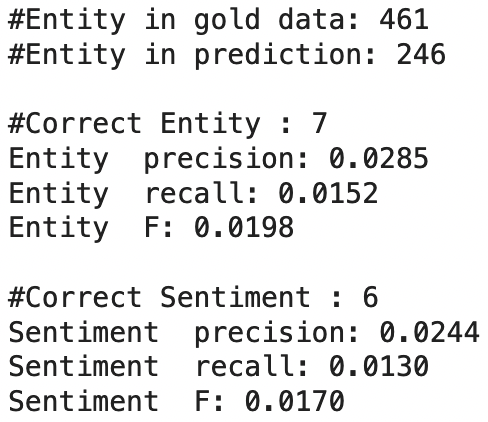 #Entity in gold data: 461
#Entity in prediction: 246

#Correct Entity : 7
Entity  precision: 0.0285
Entity  recall: 0.0152
Entity  F: 0.0198

#Correct Sentiment : 6
Sentiment  precision: 0.0244
Sentiment  recall: 0.0130
Sentiment  F: 0.0170